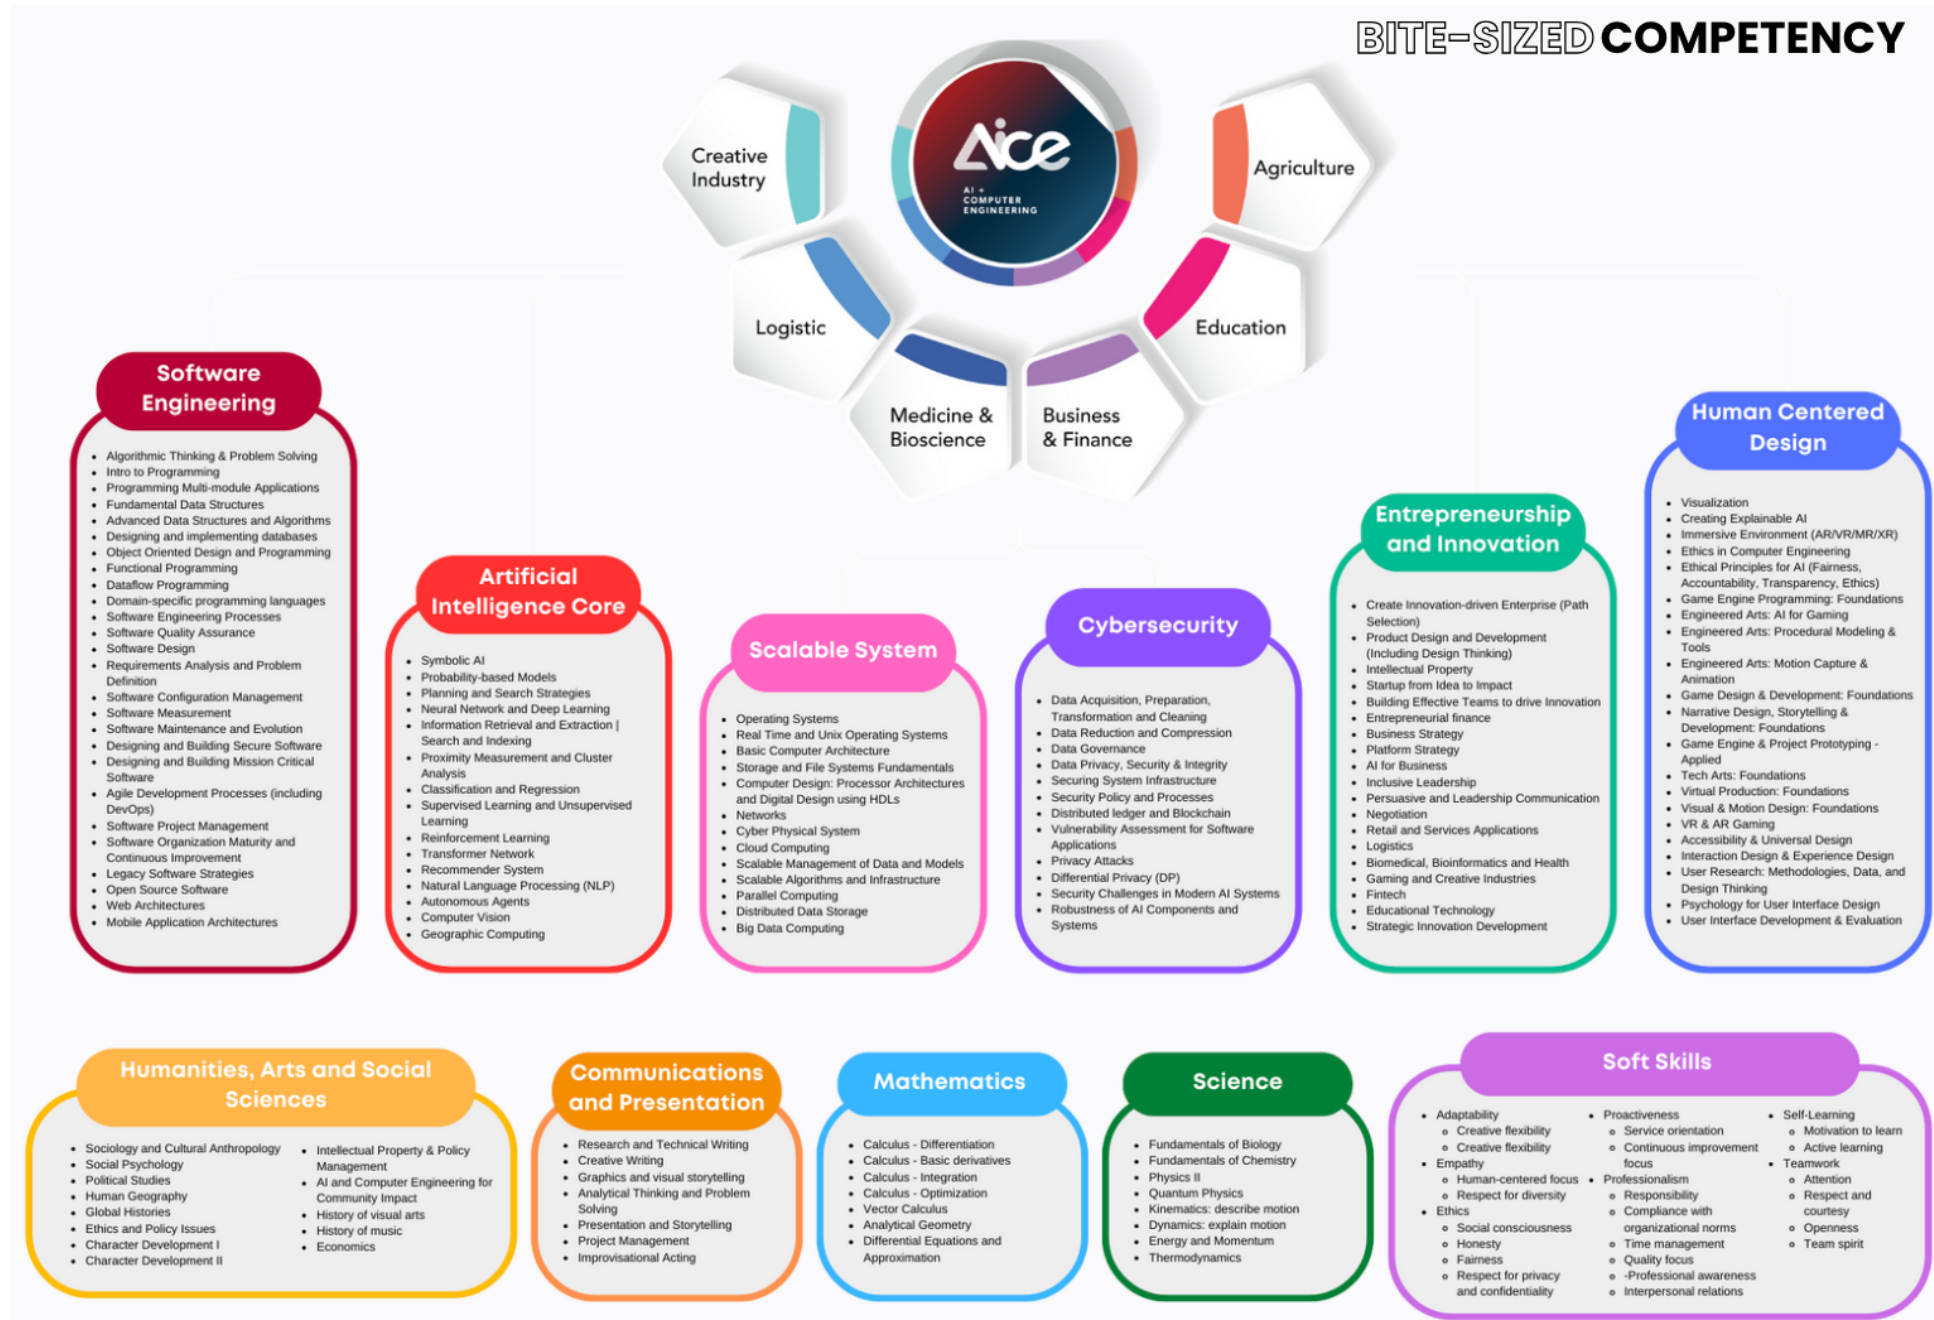 BITE-SIZED COMPETENCY
Aice
AI +
COMPUTER
ENGINEERING
Creative
Industry
Logistic
Medicine &
Bioscience
Business
& Finance
Education
Agriculture
Software
Engineering
• Algorithmic Thinking & Problem Solving
• Intro to Programming
• Programming Multi-module Applications
• Fundamental Data Structures
• Advanced Data Structures and Algorithms
• Designing and implementing databases
• Object Oriented Design and Programming
• Functional Programming
• Dataflow Programming
• Domain-specific programming languages
• Software Engineering Processes
• Software Quality Assurance
• Software Design
• Requirements Analysis and Problem
Definition
• Software Configuration Management
• Software Measurement
• Software Maintenance and Evolution
• Designing and Building Secure Software
• Designing and Building Mission Critical
Software
• Agile Development Processes (including
DevOps)
• Software Project Management
• Software Organization Maturity and
Continuous Improvement
• Legacy Software Strategies
• Open Source Software
• Web Architectures
• Mobile Application Architectures
Artificial
Intelligence Core
• Symbolic AI
• Probability-based Models
• Planning and Search Strategies
• Neural Network and Deep Learning
• Information Retrieval and Extraction |
Search and Indexing
• Proximity Measurement and Cluster
Analysis
• Classification and Regression
• Supervised Learning and Unsupervised
Learning
• Reinforcement Learning
• Transformer Network
• Recommender System
• Natural Language Processing (NLP)
• Autonomous Agents
• Computer Vision
• Geographic Computing
Scalable System
• Operating Systems
• Real Time and Unix Operating Systems
• Basic Computer Architecture
• Storage and File Systems Fundamentals
• Computer Design: Processor Architectures
and Digital Design using HDLs
• Networks
• Cyber Physical System
• Cloud Computing
• Scalable Management of Data and Models
• Scalable Algorithms and Infrastructure
• Parallel Computing
• Distributed Data Storage
• Big Data Computing
Cybersecurity
• Data Acquisition, Preparation,
Transformation and Cleaning
• Data Reduction and Compression
• Data Governance
• Data Privacy, Security & Integrity
• Securing System Infrastructure
• Security Policy and Processes
• Distributed ledger and Blockchain
• Vulnerability Assessment for Software
Applications
• Privacy Attacks
• Differential Privacy (DP)
• Security Challenges in Modern AI Systems
• Robustness of AI Components and
Systems
Entrepreneurship
and Innovation
• Create Innovation-driven Enterprise (Path
Selection)
• Product Design and Development
(Including Design Thinking)
• Intellectual Property
• Startup from Idea to Impact
• Building Effective Teams to drive Innovation
• Entrepreneurial finance
• Business Strategy
• Platform Strategy
• AI for Business
• Inclusive Leadership
• Persuasive and Leadership Communication
• Negotiation
• Retail and Services Applications
• Logistics
• Biomedical, Bioinformatics and Health
• Gaming and Creative Industries
• Fintech
• Educational Technology
• Strategic Innovation Development
Human Centered
Design
• Visualization
• Creating Explainable AI
• Immersive Environment (AR/VR/MR/XR)
• Ethics in Computer Engineering
• Ethical Principles for AI (Fairness,
Accountability, Transparency, Ethics)
• Game Engine Programming: Foundations
• Engineered Arts: AI for Gaming
• Engineered Arts: Procedural Modeling &
Tools
• Engineered Arts: Motion Capture &
Animation
• Game Design & Development: Foundations
• Narrative Design, Storytelling &
Development: Foundations
• Game Engine & Project Prototyping -
Applied
• Tech Arts: Foundations
• Virtual Production: Foundations
• Visual & Motion Design: Foundations
• VR & AR Gaming
• Accessibility & Universal Design
• Interaction Design & Experience Design
• User Research: Methodologies, Data, and
Design Thinking
• Psychology for User Interface Design
• User Interface Development & Evaluation
Humanities, Arts and Social
Sciences
• Sociology and Cultural Anthropology
• Social Psychology
• Political Studies
• Human Geography
• Global Histories
• Ethics and Policy Issues
• Character Development I
• Character Development II
• Intellectual Property & Policy
Management
• AI and Computer Engineering for
Community Impact
• History of visual arts
• History of music
• Economics
Communications
and Presentation
• Research and Technical Writing
• Creative Writing
• Graphics and visual storytelling
• Analytical Thinking and Problem
Solving
• Presentation and Storytelling
• Project Management
• Improvisational Acting
Mathematics
• Calculus - Differentiation
• Calculus - Basic derivatives
• Calculus - Integration
• Calculus - Optimization
• Vector Calculus
• Analytical Geometry
• Differential Equations and
Approximation
Science
• Fundamentals of Biology
• Fundamentals of Chemistry
• Physics II
• Quantum Physics
• Kinematics: describe motion
• Dynamics: explain motion
• Energy and Momentum
• Thermodynamics
Soft Skills
• Adaptability
◦ Creative flexibility
◦ Creative flexibility
• Empathy
◦ Human-centered focus
◦ Respect for diversity
• Ethics
◦ Social consciousness
◦ Honesty
◦ Fairness
◦ Respect for privacy
and confidentiality
• Proactiveness
◦ Service orientation
◦ Continuous improvement
focus
• Professionalism
◦ Responsibility
◦ Compliance with
organizational norms
◦ Time management
◦ Quality focus
◦ -Professional awareness
◦ Interpersonal relations
• Self-Learning
◦ Motivation to learn
◦ Active learning
• Teamwork
◦ Attention
◦ Respect and
courtesy
◦ Openness
◦ Team spirit